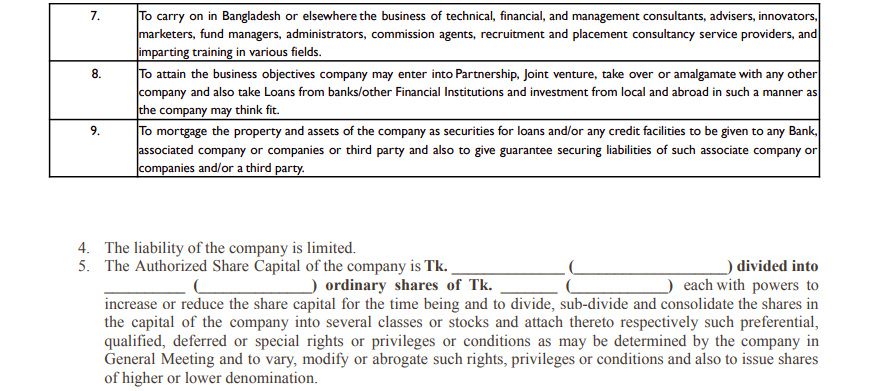 7. To carry on in Bangladesh or elsewhere the business of technical, financial, and management consultants, advisers, innovators,
marketers, fund managers, administrators, commission agents, recruitment and placement consultancy service providers, and
imparting training in various fields.
8. To attain the business objectives company may enter into Partnership, Joint venture, take over or amalgamate with any other
company and also take Loans from banks/other Financial Institutions and investment from local and abroad in such a manner as
the company may think fit.
9. To mortgage the property and assets of the company as securities for loans and/or any credit facilities to be given to any Bank,
associated company or companies or third party and also to give guarantee securing liabilities of such associate company or
companies and/or a third party.
4. The liability of the company is limited.
5. The Authorized Share Capital of the company is Tk. ______________ (___________________) divided into
__________ (______________) ordinary shares of Tk. _______ (____________) each with powers to
increase or reduce the share capital for the time being and to divide, sub-divide and consolidate the shares in
the capital of the company into several classes or stocks and attach thereto respectively such preferential,
qualified, deferred or special rights or privileges or conditions as may be determined by the company in
General Meeting and to vary, modify or abrogate such rights, privileges or conditions and also to issue shares
of higher or lower denomination.